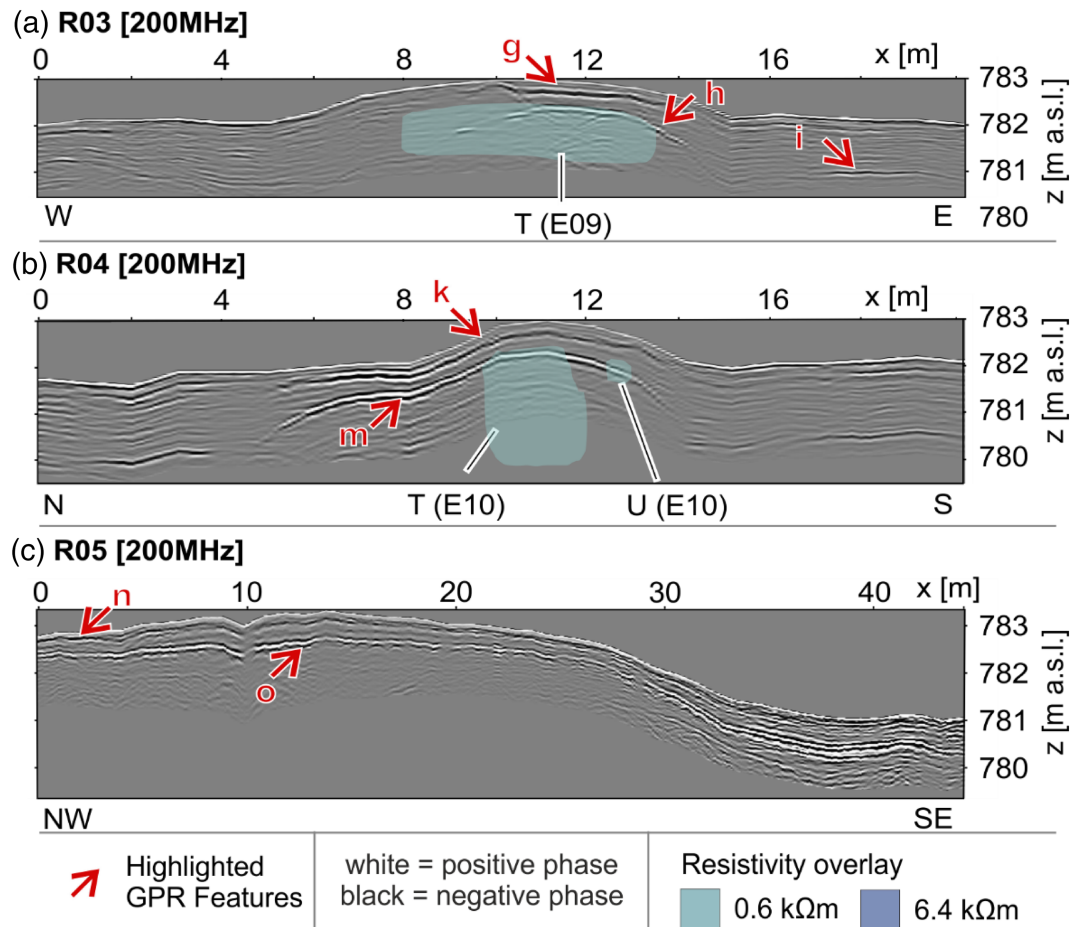 (a) R03 [200MHz]
0 4 8 12 16 x [m]
g
h
i
783
782
781
780
z [m a.s.l.]
W E
T (E09)
(b) R04 [200MHz]
0 4 8 12 16 x [m]
k
m
783
782
781
780
z [m a.s.l.]
N T (E10) U (E10) S
(c) R05 [200MHz]
0 10 20 30 40 x [m]
n
o
783
782
781
780
z [m a.s.l.]
NW SE
Highlighted
GPR Features
white = positive phase
black = negative phase
Resistivity overlay
0.6 kΩm 6.4 kΩm